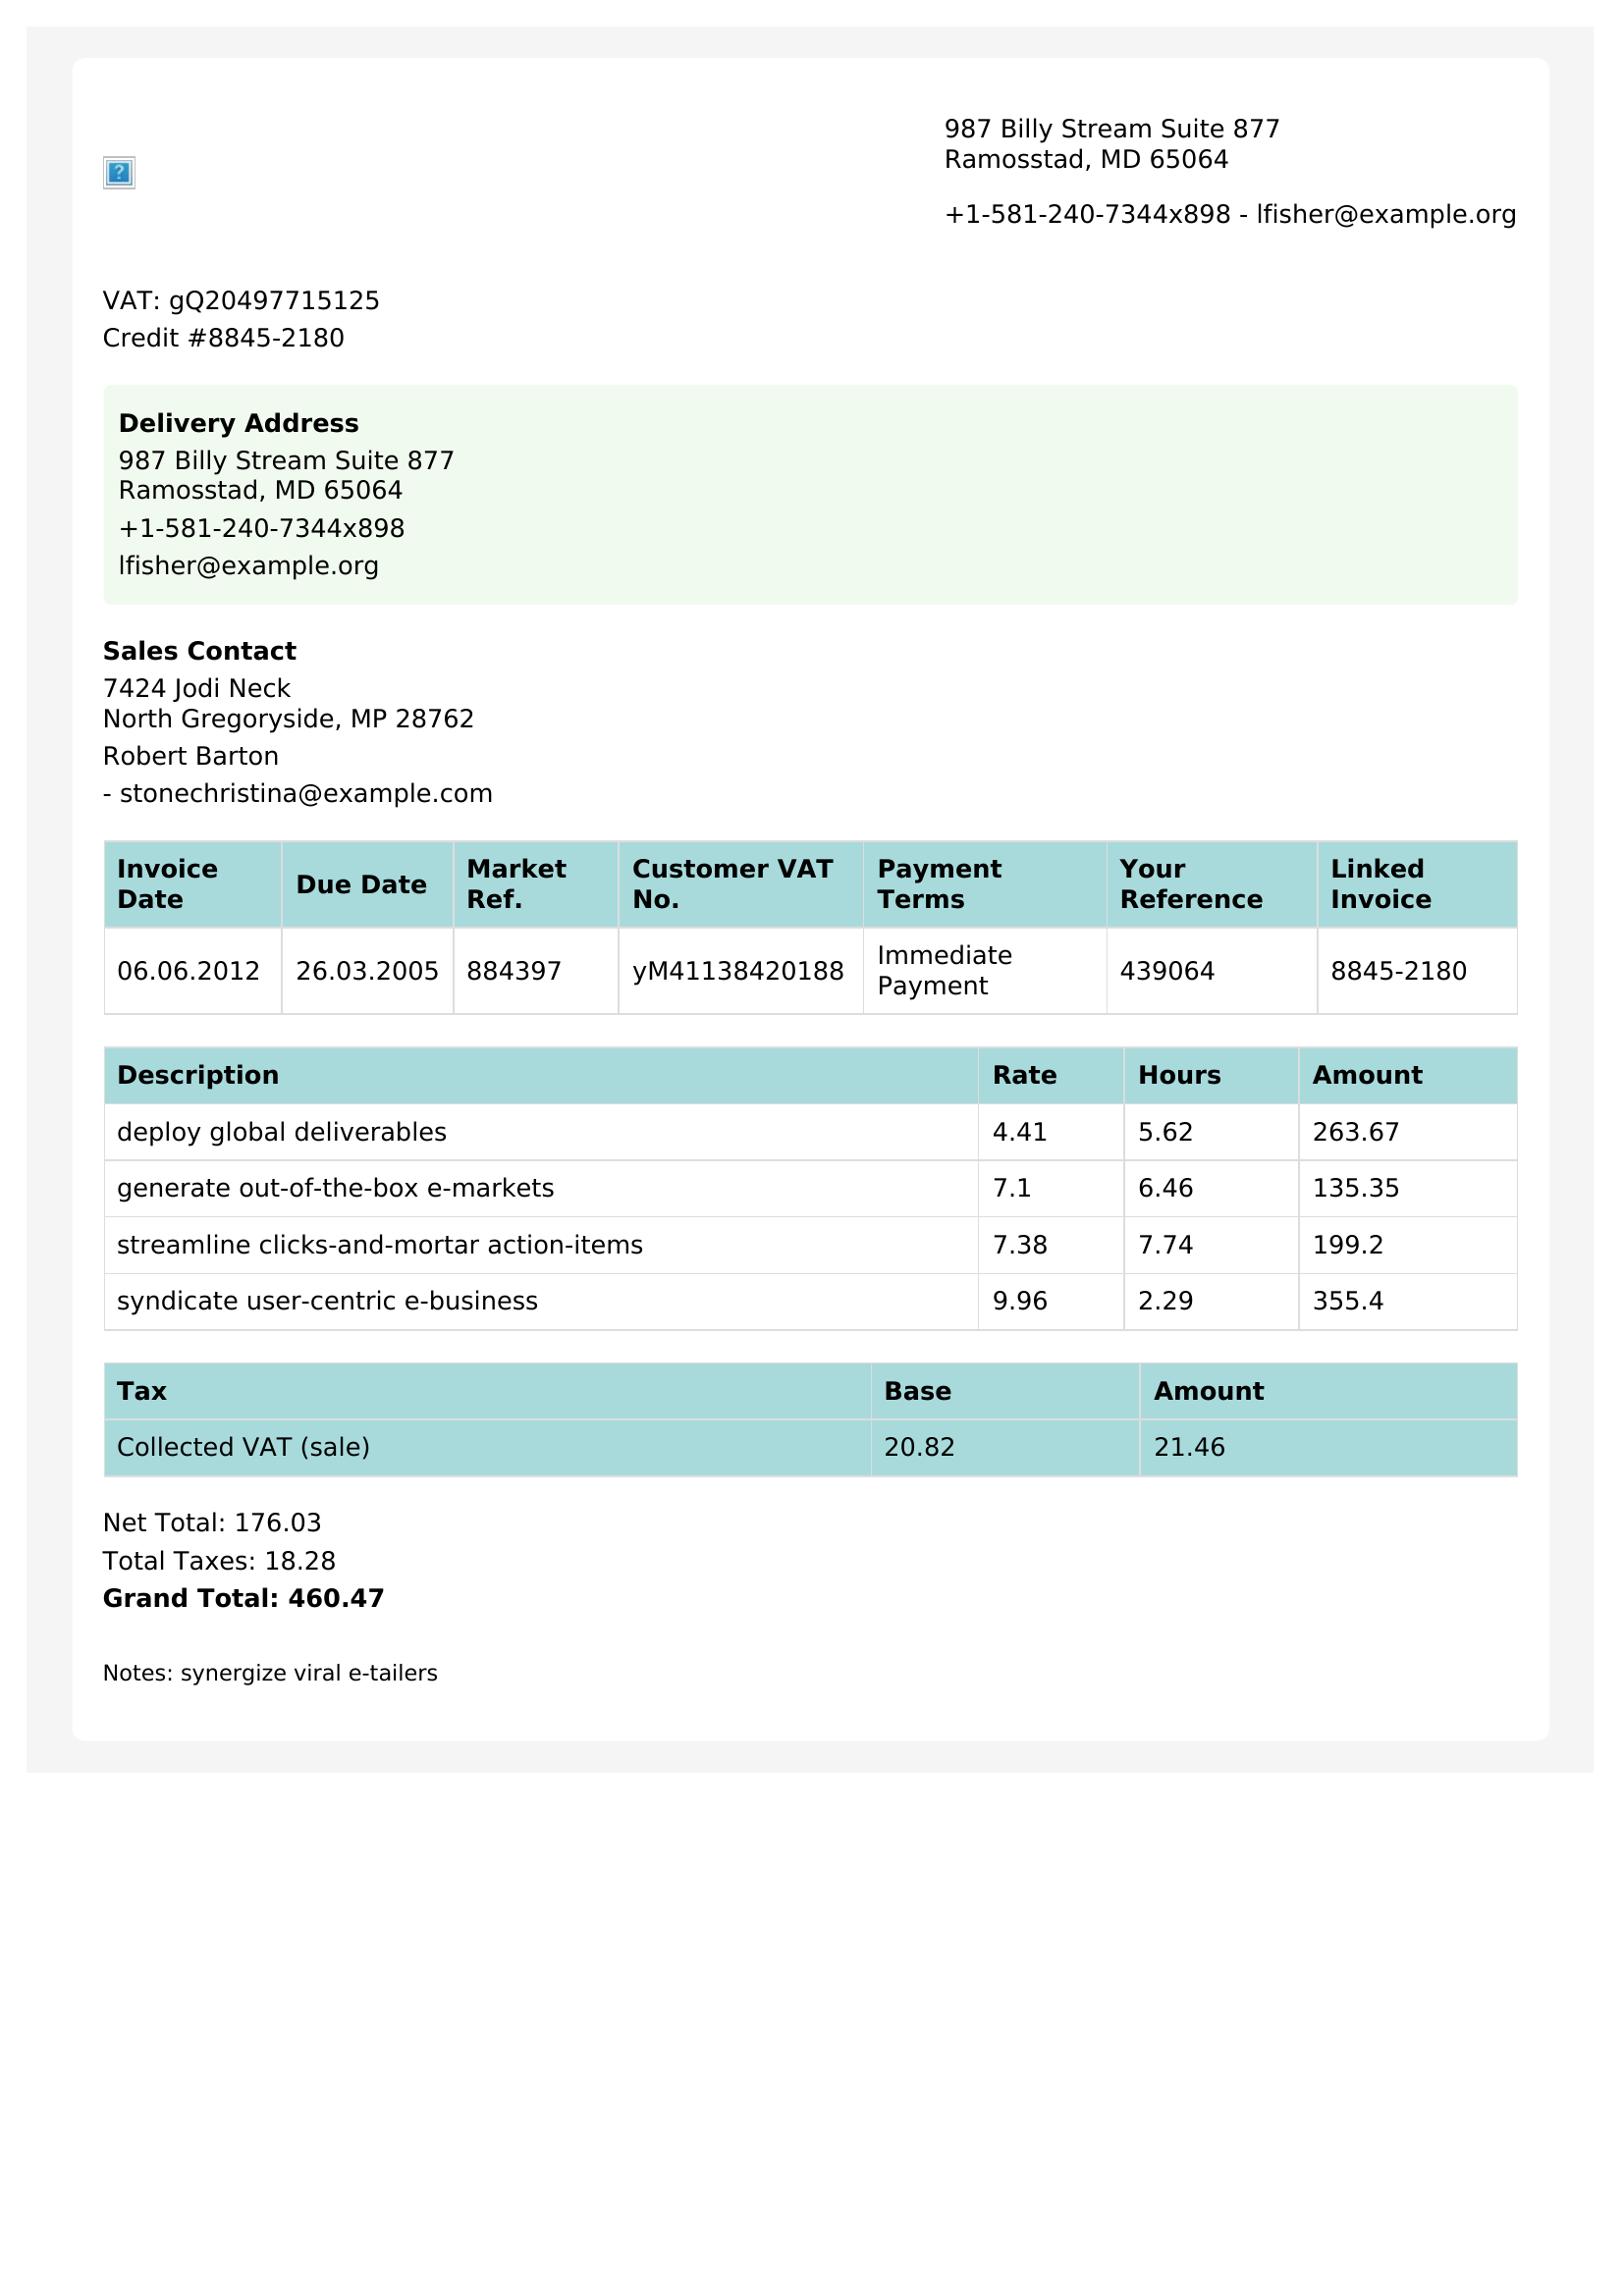 987 Billy Stream Suite 877
Ramosstad, MD 65064
+1-581-240-7344x898 - lfisher@example.org
VAT: gQ20497715125
Credit #8845-2180
Delivery Address
987 Billy Stream Suite 877
Ramosstad, MD 65064
+1-581-240-7344x898
lfisher@example.org
Sales Contact
7424 Jodi Neck
North Gregoryside, MP 28762
Robert Barton
- stonechristina@example.com
Invoice Date Due Date Market Ref. Customer VAT No. Payment Terms Your Reference Linked Invoice
06.06.2012 26.03.2005 884397 yM41138420188 Immediate Payment 439064 8845-2180
Description Rate Hours Amount
deploy global deliverables 4.41 5.62 263.67
generate out-of-the-box e-markets 7.1 6.46 135.35
streamline clicks-and-mortar action-items 7.38 7.74 199.2
syndicate user-centric e-business 9.96 2.29 355.4
Tax Base Amount
Collected VAT (sale) 20.82 21.46
Net Total: 176.03
Total Taxes: 18.28
Grand Total: 460.47
Notes: synergize viral e-tailers